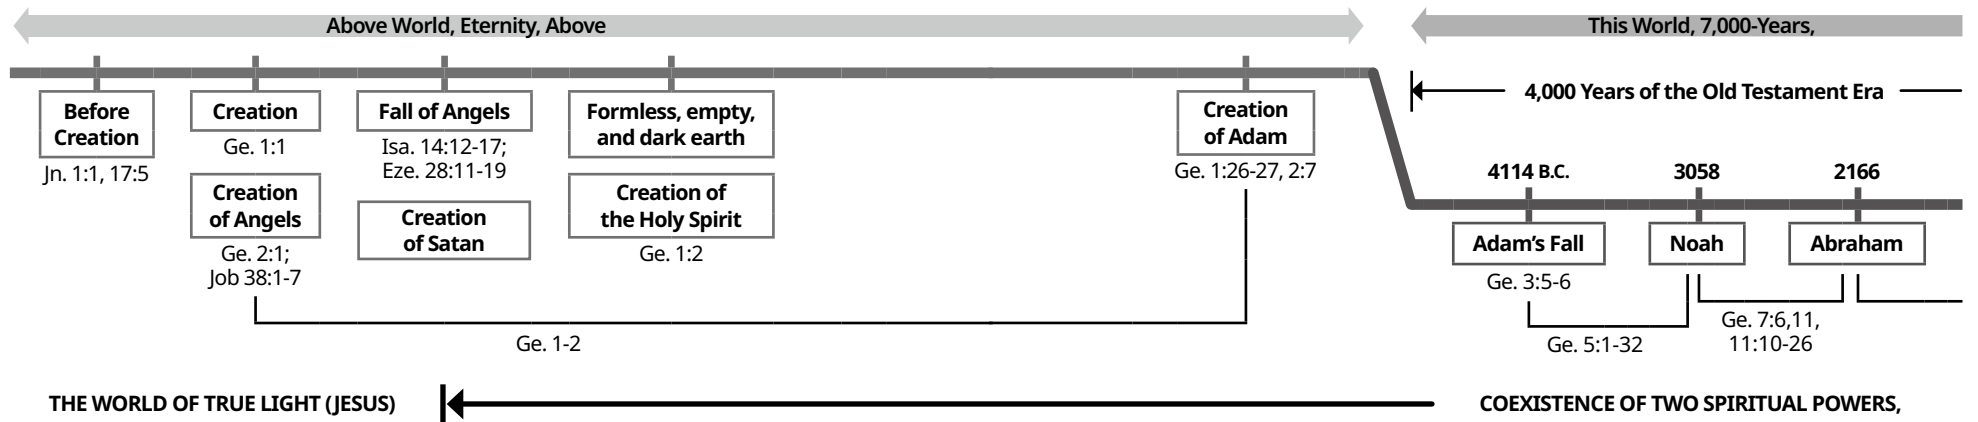 Above World, Eternity, Above
This World, 7,000-Years,
4,000 Years of the Old Testament Era
Before
Creation
Jn. 1:1, 17:5
Creation
Ge. 1:1
Creation
of Angels
Ge. 2:1;
Job 38:1-7
Fall of Angels
Isa. 14:12-17;
Eze. 28:11-19
Creation
of Satan
Formless, empty,
and dark earth
Creation of
the Holy Spirit
Ge. 1:2
Creation
of Adam
Ge. 1:26-27, 2:7
Ge. 1-2
4114 B.C.
Adam's Fall
Ge. 3:5-6
3058
Noah
2166
Abraham
Ge. 5:1-32
Ge. 7:6,11,
11:10-26
THE WORLD OF TRUE LIGHT (JESUS)
COEXISTENCE OF TWO SPIRITUAL POWERS,